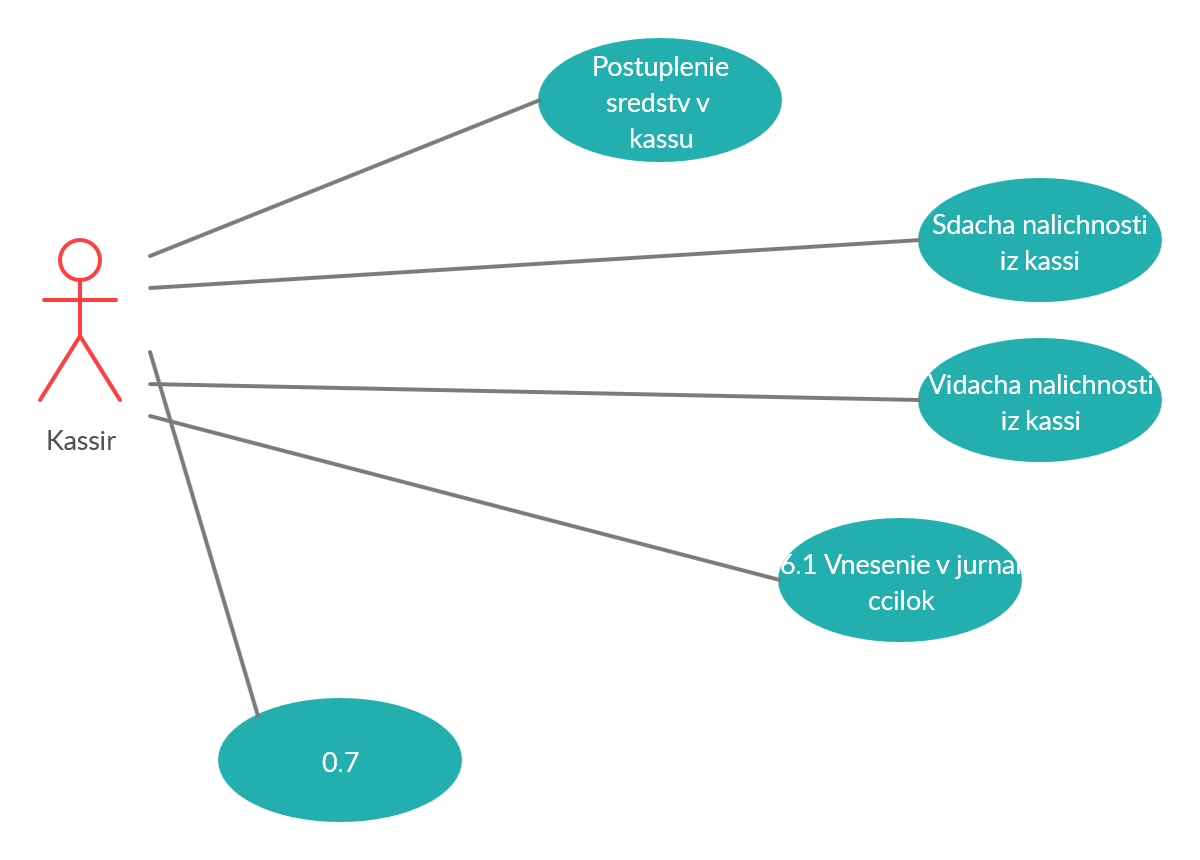 Postuplenie
sredstv v
kassu
Sdacha nalichnosti
iz kassi
Vidacha nalichnosti
iz kassi
Kassir
6.1 Vnesenie v jurnal
ccilok
0.7